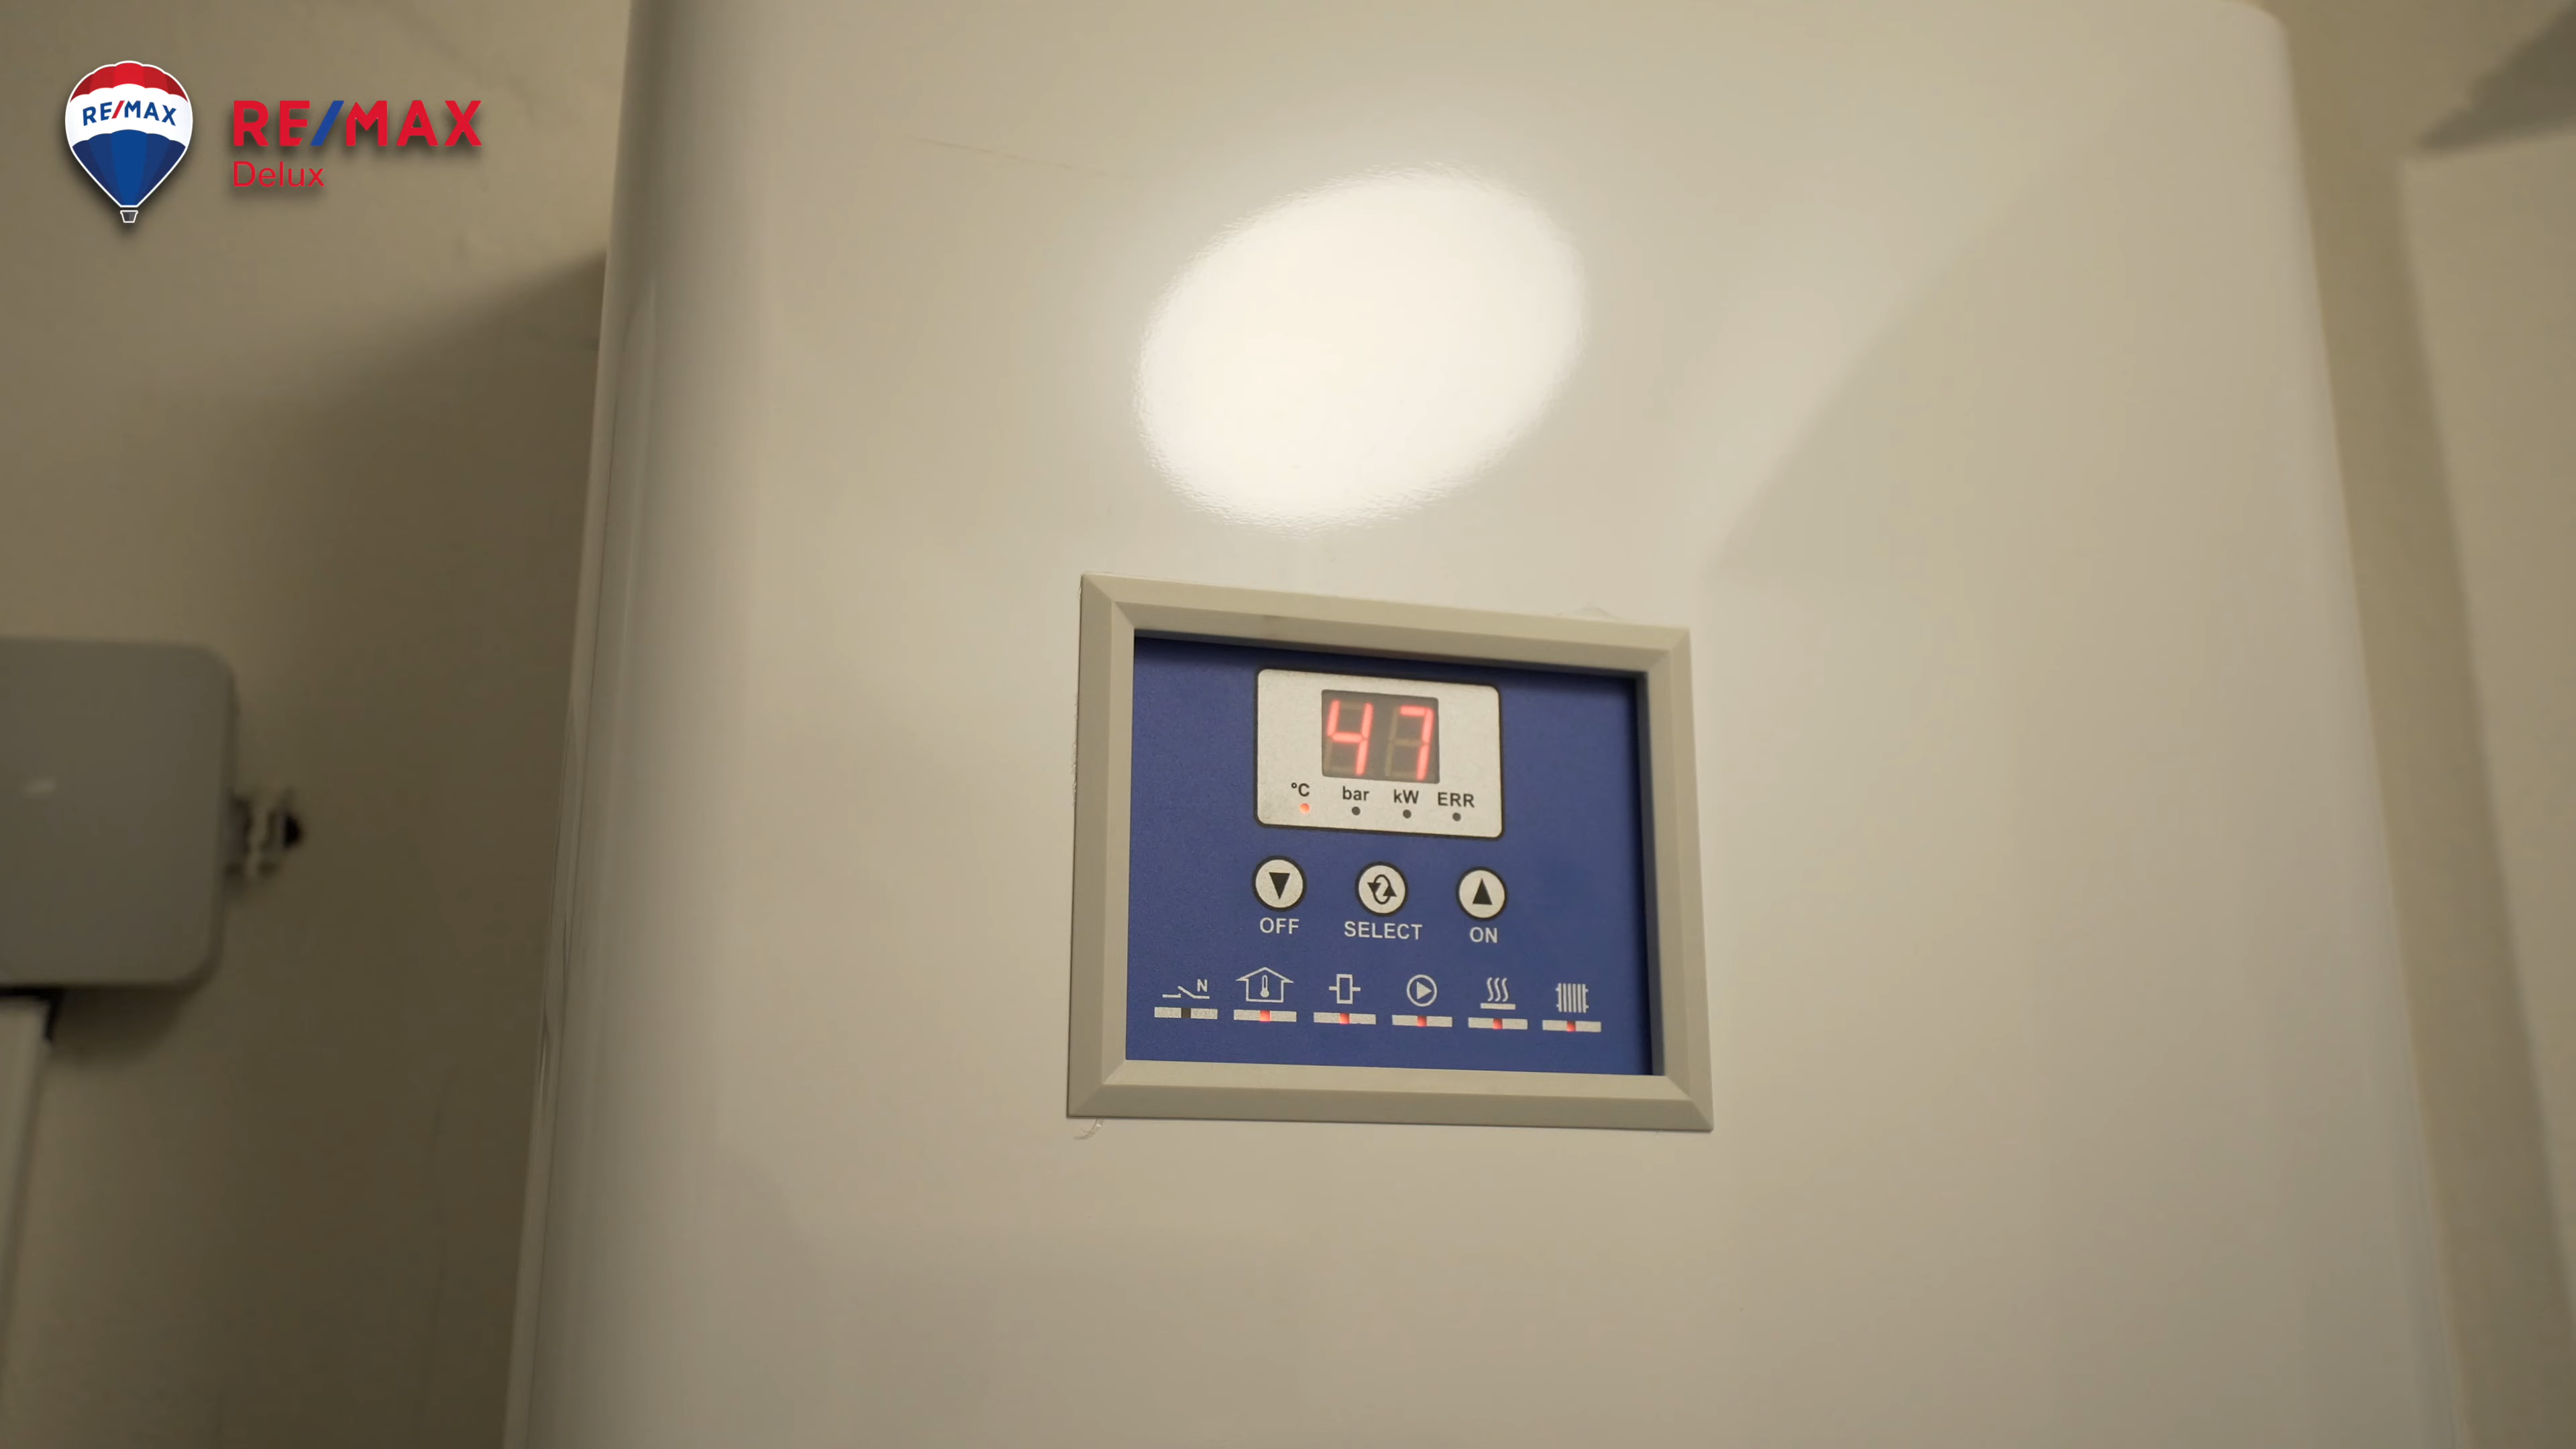 RE/MAX
RE/MAX
Delux
47
°C bar kW ERR
OFF SELECT ON
N